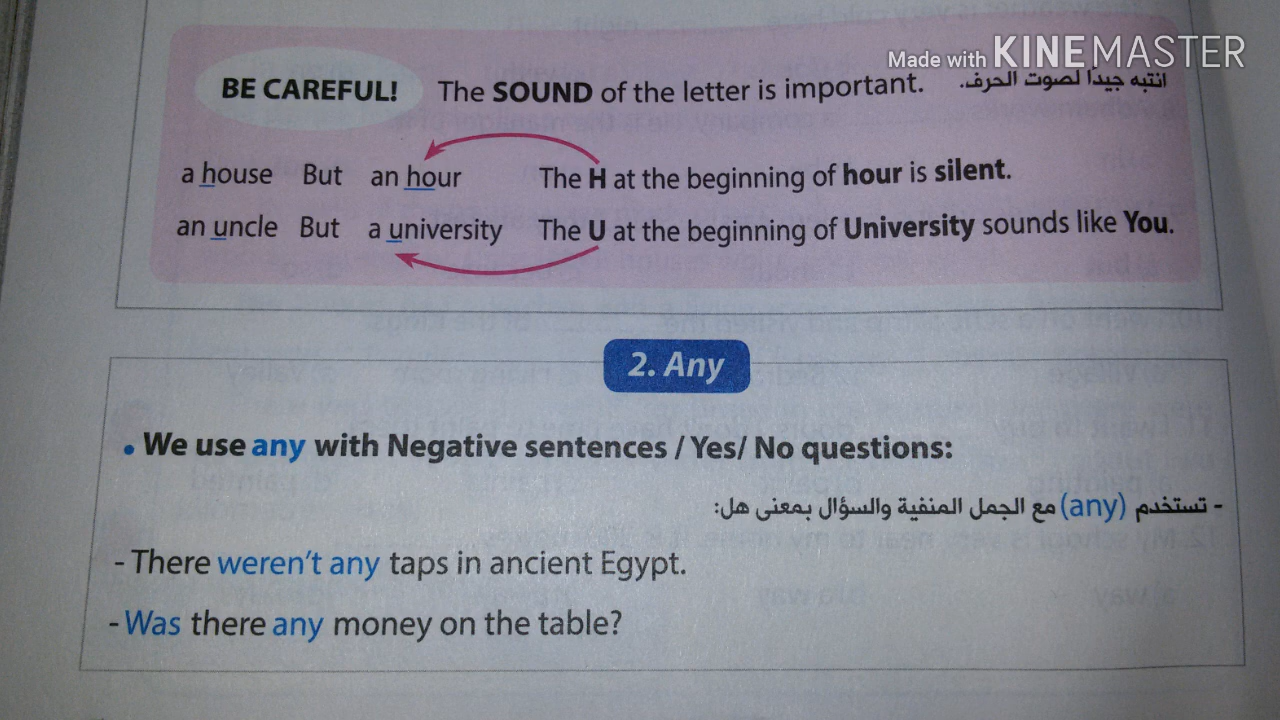 Made with KINEMASTER
BE CAREFUL! The SOUND of the letter is important. انتبه جيداً لصوت الحرف.
a house But an hour The H at the beginning of hour is silent.
an uncle But a university The U at the beginning of University sounds like You.
2. Any
• We use any with Negative sentences / Yes/ No questions:
- تستخدم (any) مع الجمل المنفية والسؤال بمعنى هل:
- There weren't any taps in ancient Egypt.
- Was there any money on the table?